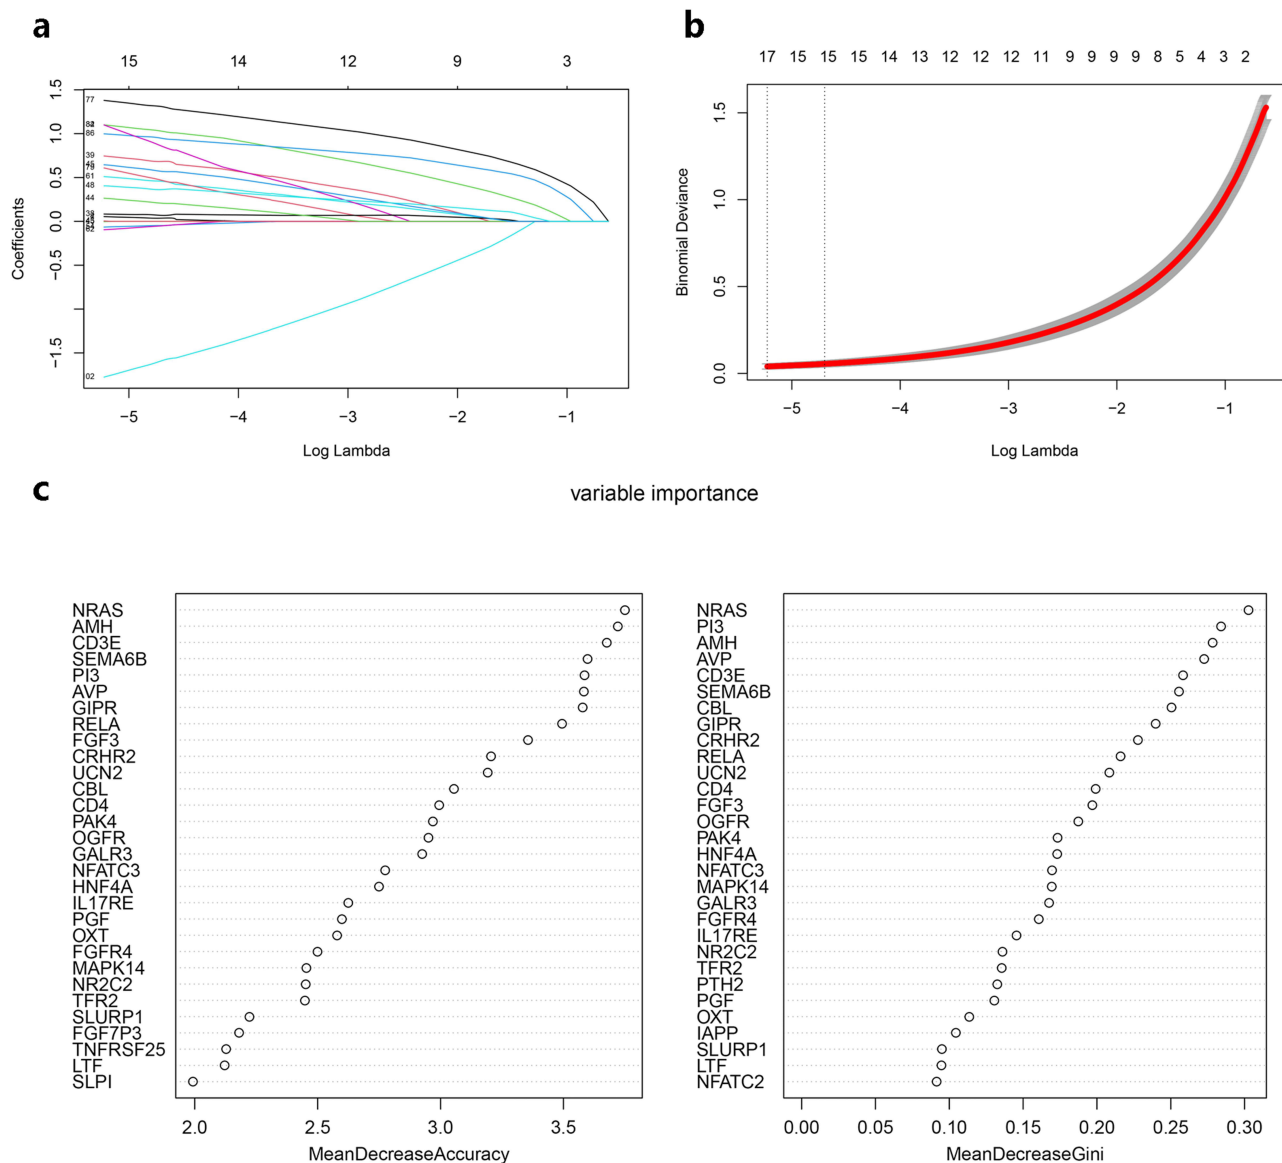 a
15 14 12 9 3
1.5
1.0
0.5
0.0
−0.5
−1.5
Coefficients
77
86
39
61
48
44
02
−5 −4 −3 −2 −1
Log Lambda
b
17 15 15 15 14 13 12 12 12 11 9 9 9 9 8 5 4 3 2
1.5
1.0
0.5
0.0
Binomial Deviance
−5 −4 −3 −2 −1
Log Lambda
c
variable importance
NRAS
AMH
CD3E
SEMA6B
PI3
AVP
GIPR
RELA
FGF3
CRHR2
UCN2
CBL
CD4
PAK4
OGFR
GALR3
NFATC3
HNF4A
IL17RE
PGF
OXT
FGFR4
MAPK14
NR2C2
TFR2
SLURP1
FGF7P3
TNFRSF25
LTF
SLPI
2.0 2.5 3.0 3.5
MeanDecreaseAccuracy
NRAS
PI3
AMH
AVP
CD3E
SEMA6B
CBL
GIPR
CRHR2
RELA
UCN2
CD4
FGF3
OGFR
PAK4
HNF4A
NFATC3
MAPK14
GALR3
FGFR4
IL17RE
NR2C2
TFR2
PTH2
PGF
OXT
IAPP
SLURP1
LTF
NFATC2
0.00 0.05 0.10 0.15 0.20 0.25 0.30
MeanDecreaseGini